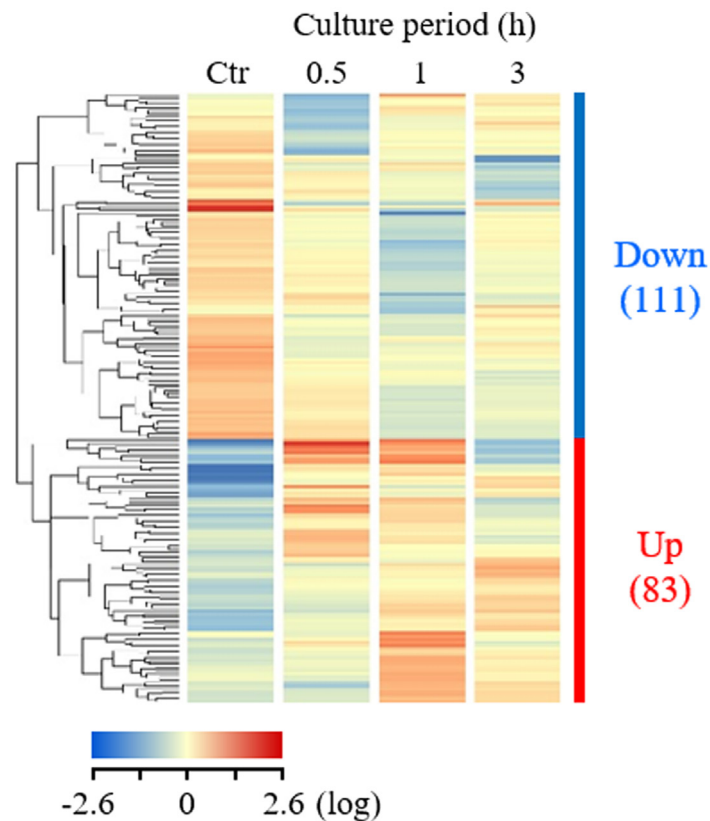 Culture period (h)
Ctr 0.5 1 3
Down
(111)
Up
(83)
-2.6 0 2.6 (log)